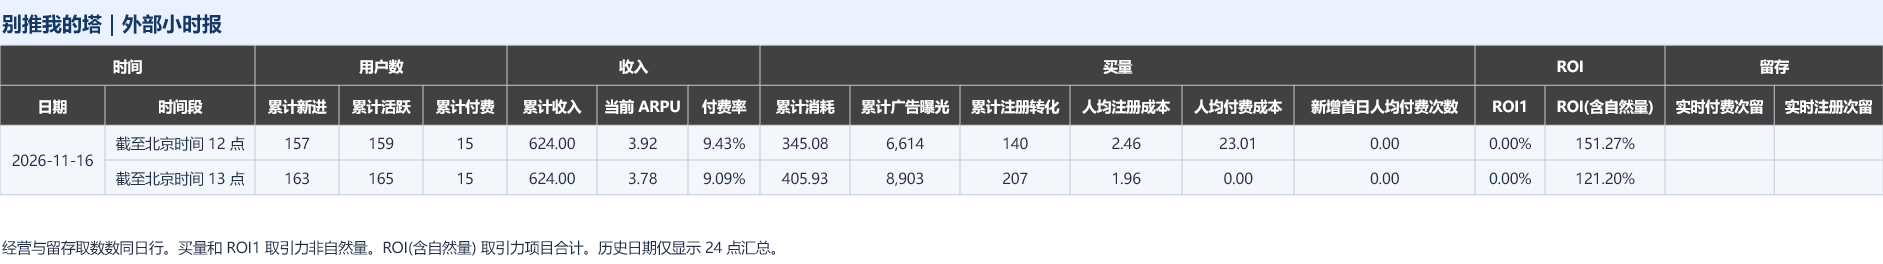 别推我的塔｜外部小时报
时间 用户数 收入 买量 ROI 留存
日期 时间段 累计新进 累计活跃 累计付费 累计收入 当前 ARPU 付费率 累计消耗 累计广告曝光 累计注册转化 人均注册成本 人均付费成本 新增首日人均付费次数 ROI1 ROI(含自然量) 实时付费次留 实时注册次留
2026-11-16 截至北京时间 12 点 157 159 15 624.00 3.92 9.43% 345.08 6,614 140 2.46 23.01 0.00 0.00% 151.27%
截至北京时间 13 点 163 165 15 624.00 3.78 9.09% 405.93 8,903 207 1.96 0.00 0.00 0.00% 121.20%
经营与留存取数数同日行。买量和 ROI1 取引力非自然量。ROI(含自然量) 取引力项目合计。历史日期仅显示 24 点汇总。